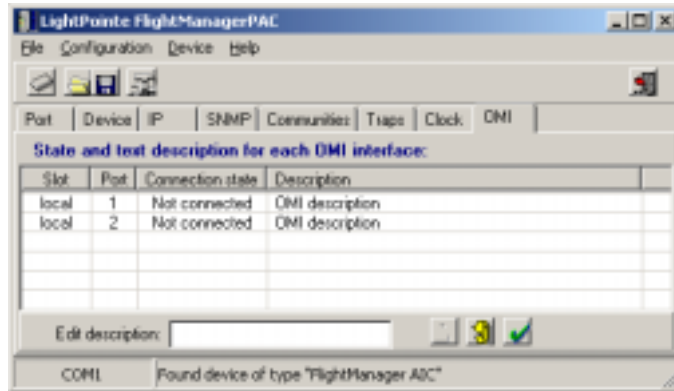 LightPointe FlightManagerPAC
File Configuration Device Help
Port Device IP SNMP Communities Traps Clock OMI
State and text description for each OMI interface:
Slot Port Connection state Description
local 1 Not connected OMI description
local 2 Not connected OMI description
Edit description:
COM1 Found device of type "FlightManager AIC"